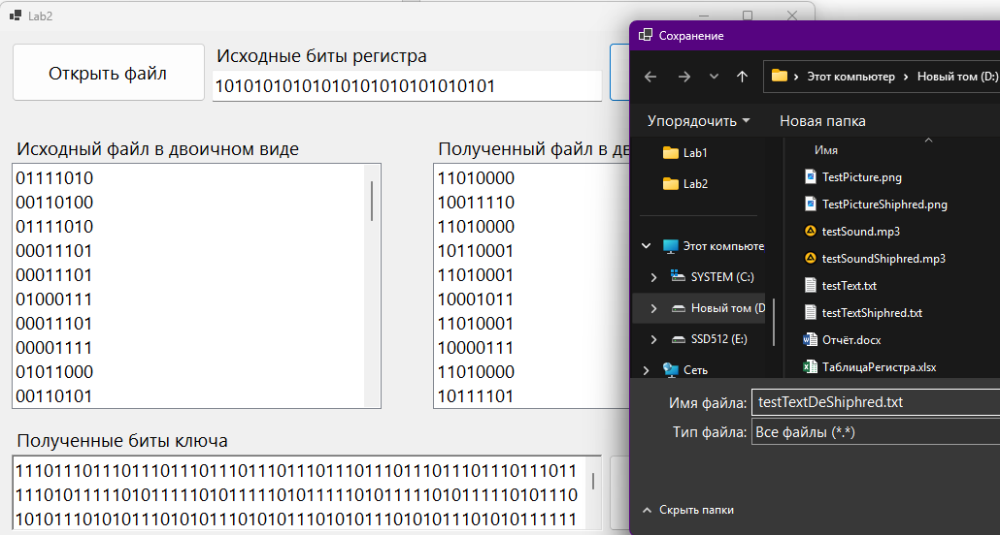 Lab2
Открыть файл
Исходные биты регистра
10101010101010101010101010101
Исходный файл в двоичном виде
01111010
00110100
01111010
00011101
00011101
01000111
00011101
00001111
01011000
00110101
Полученный файл в дв
11010000
10011110
11010000
10110001
11010001
10001011
11010001
10000111
11010000
10111101
Полученные биты ключа
1110111011101110111011101110111011101110111011101110111011
1110101111101011111010111110101111101011111010111110101110
1010111010101110101011101010111010101110101011101010111111
Сохранение
Этот компьютер
Новый том (D:)
Упорядочить
Новая папка
Lab1
Lab2
Этот компьюте
SYSTEM (C:)
Новый том (D
SSD512 (E:)
Сеть
Имя
TestPicture.png
TestPictureShiphred.png
testSound.mp3
testSoundShiphred.mp3
testText.txt
testTextShiphred.txt
Отчёт.docx
ТаблицаРегистра.xlsx
Имя файла: testTextDeShiphred.txt
Тип файла: Все файлы (*.*)
Скрыть папки